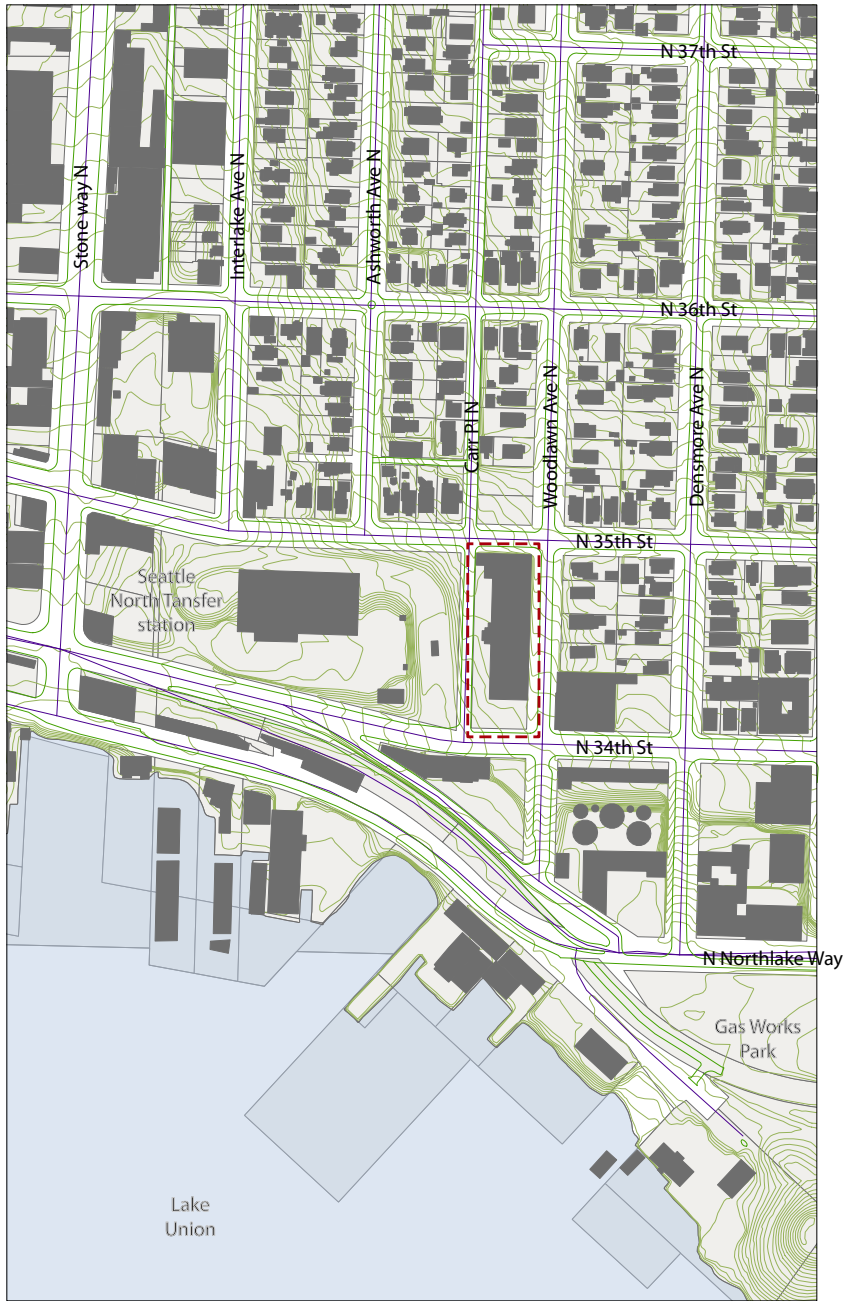 N 37th St
Stone way N
Interlake Ave N
Ashworth Ave N
N 36th St
Carr Pl N
Woodlawn Ave N
Densmore Ave N
N 35th St
Seattle
North Tansfer
station
N 34th St
N Northlake Way
Gas Works
Park
Lake
Union